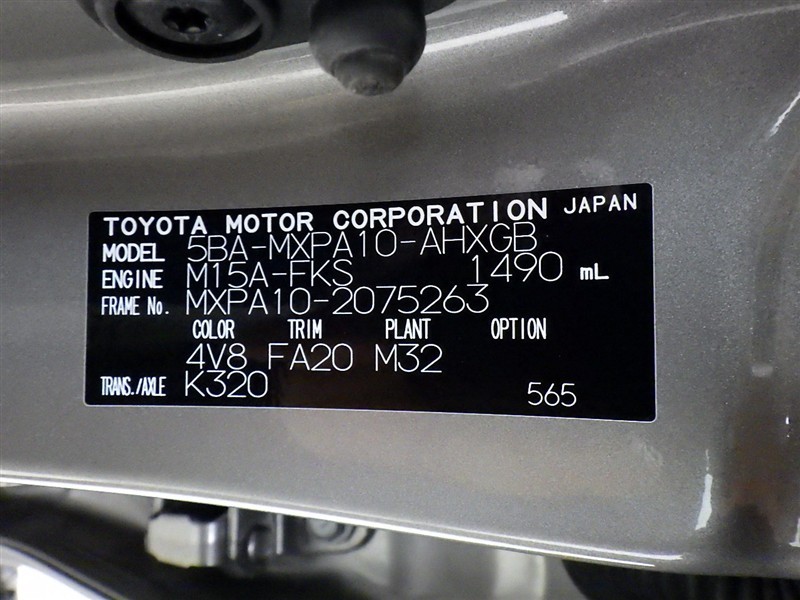 TOYOTA MOTOR CORPORATION JAPAN
MODEL 5BA-MXPA10-AHXGB
ENGINE M15A-FKS 1490 mL
FRAME No. MXPA10-2075263
COLOR TRIM PLANT OPTION
4V8 FA20 M32
TRANS./AXLE K320 565